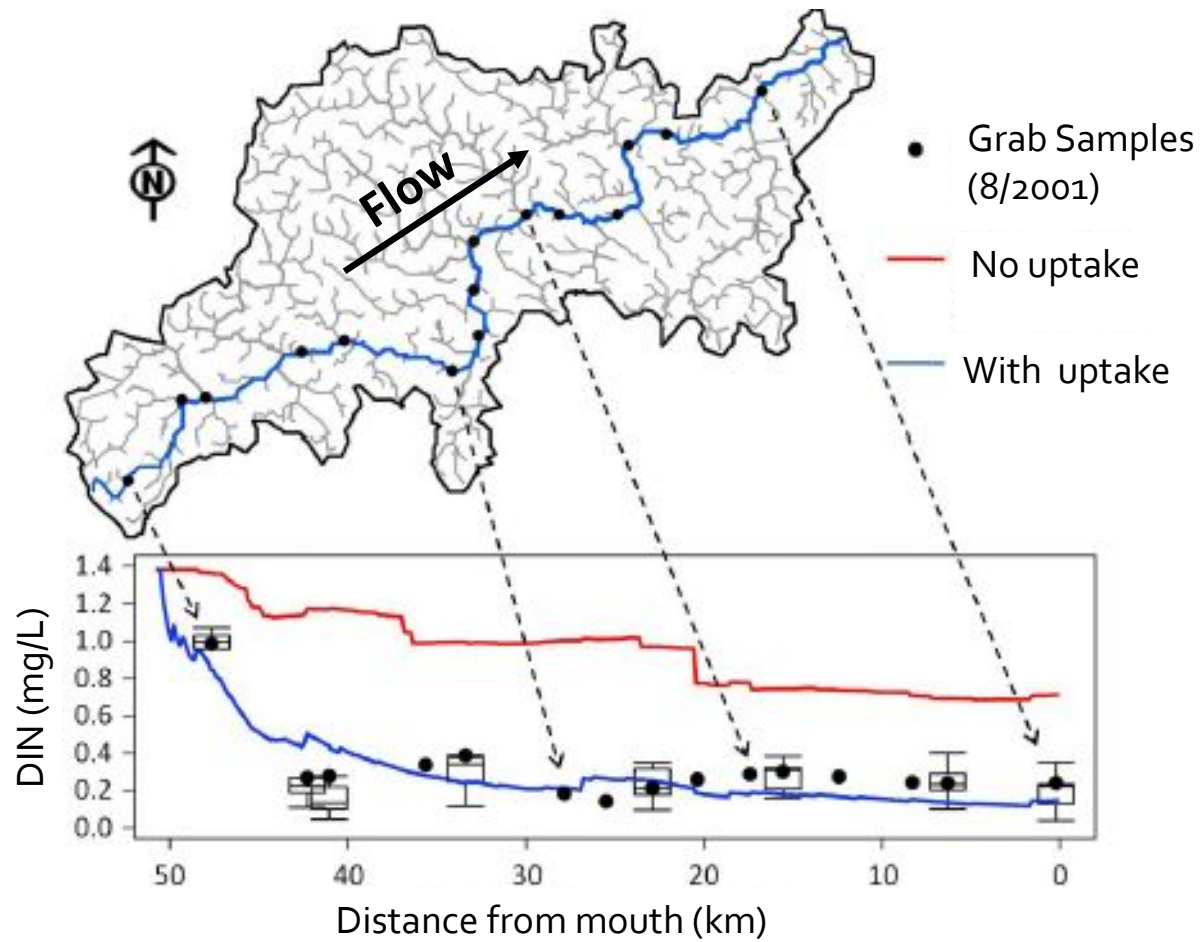 N
Flow
Grab Samples
(8/2001)
No uptake
With uptake
DIN (mg/L)
1.4
1.2
1.0
0.8
0.6
0.4
0.2
0.0
50 40 30 20 10 0
Distance from mouth (km)